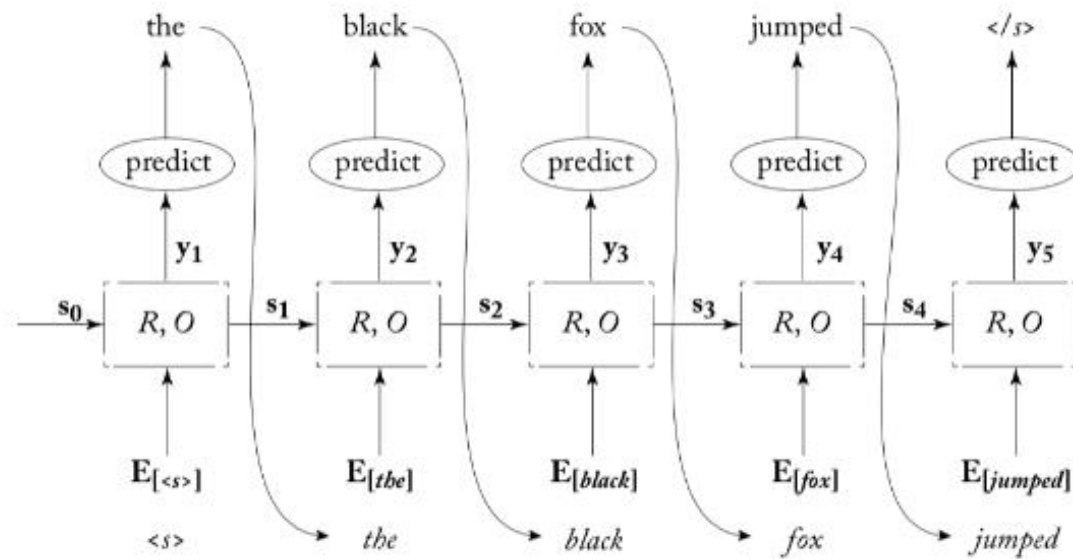 the black fox jumped </s>
predict predict predict predict predict
y1 y2 y3 y4 y5
s0 R, O s1 R, O s2 R, O s3 R, O s4 R, O
E[<s>] E[the] E[black] E[fox] E[jumped]
<s> the black fox jumped